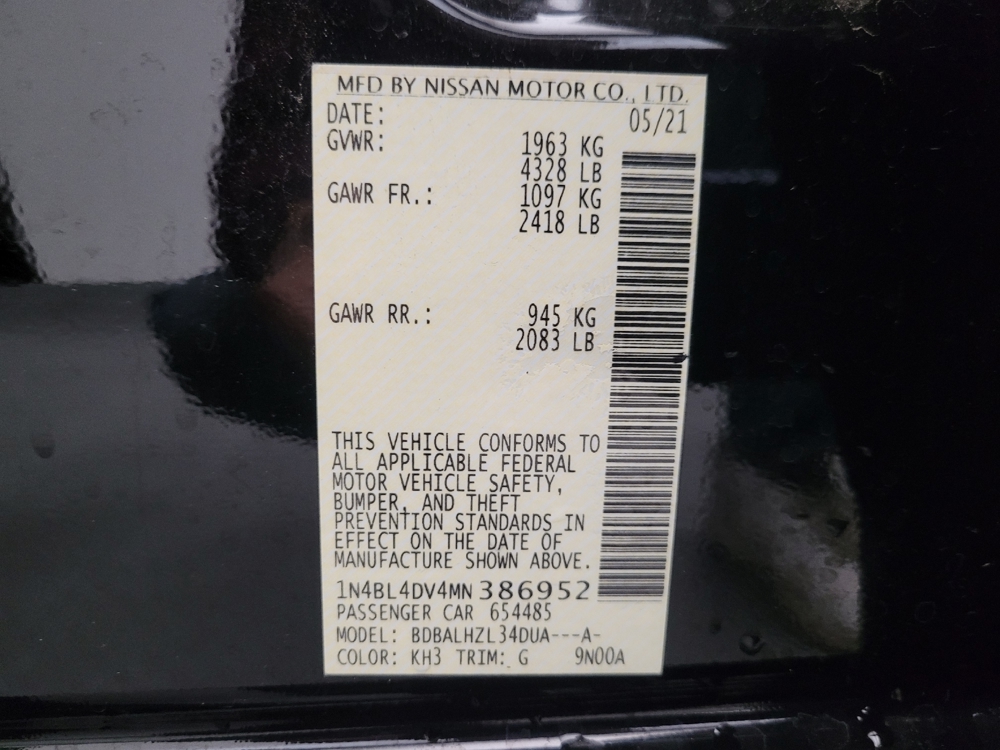 MFD BY NISSAN MOTOR CO., LTD.
DATE: 05/21
GVWR: 1963 KG
4328 LB
GAWR FR.: 1097 KG
2418 LB
GAWR RR.: 945 KG
2083 LB
THIS VEHICLE CONFORMS TO
ALL APPLICABLE FEDERAL
MOTOR VEHICLE SAFETY,
BUMPER, AND THEFT
PREVENTION STANDARDS IN
EFFECT ON THE DATE OF
MANUFACTURE SHOWN ABOVE.
1N4BL4DV4MN 386952
PASSENGER CAR 654485
MODEL: BDBALHZL34DUA---A-
COLOR: KH3 TRIM: G 9N00A